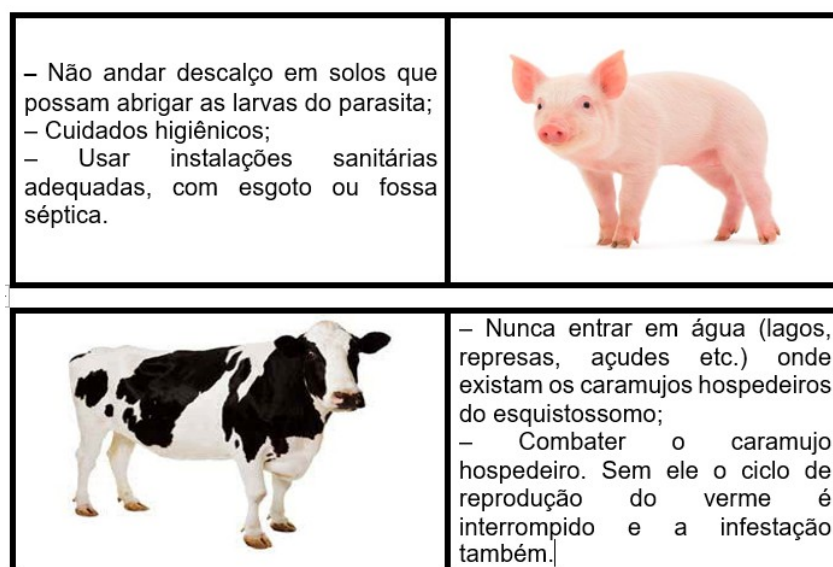 – Não andar descalço em solos que
possam abrigar as larvas do parasita;
– Cuidados higiênicos;
– Usar instalações sanitárias
adequadas, com esgoto ou fossa
séptica.
– Nunca entrar em água (lagos,
represas, açudes etc.) onde
existam os caramujos hospedeiros
do esquistossomo;
– Combater o caramujo
hospedeiro. Sem ele o ciclo de
reprodução do verme é
interrompido e a infestação
também.